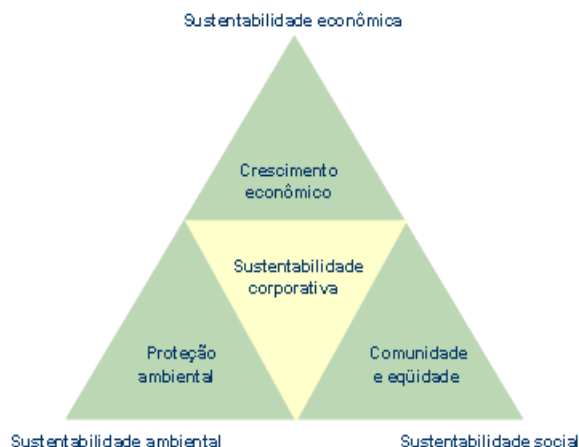 Sustentabilidade econômica
Crescimento
econômico
Sustentabilidade
corporativa
Proteção
ambiental
Comunidade
e eqüidade
Sustentabilidade ambiental
Sustentabilidade social